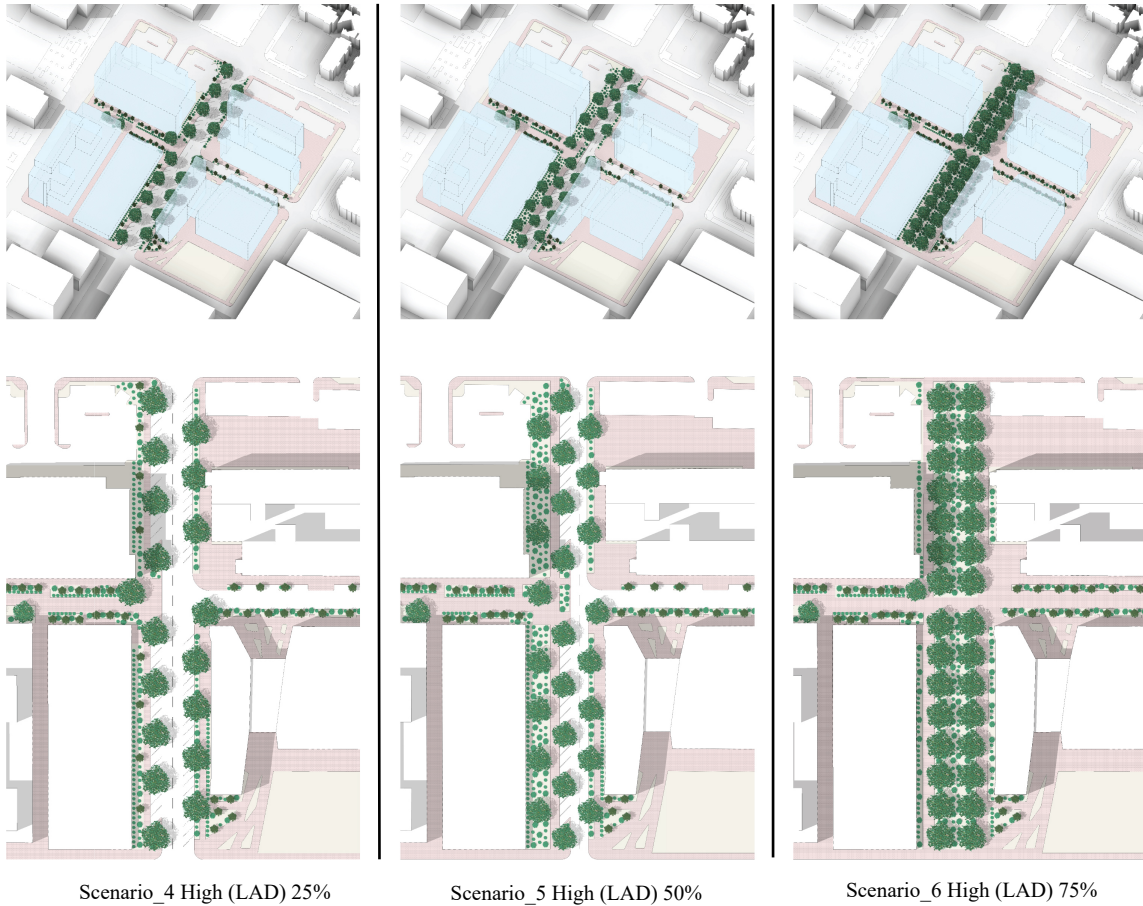 Scenario_4 High (LAD) 25%
Scenario_5 High (LAD) 50%
Scenario_6 High (LAD) 75%